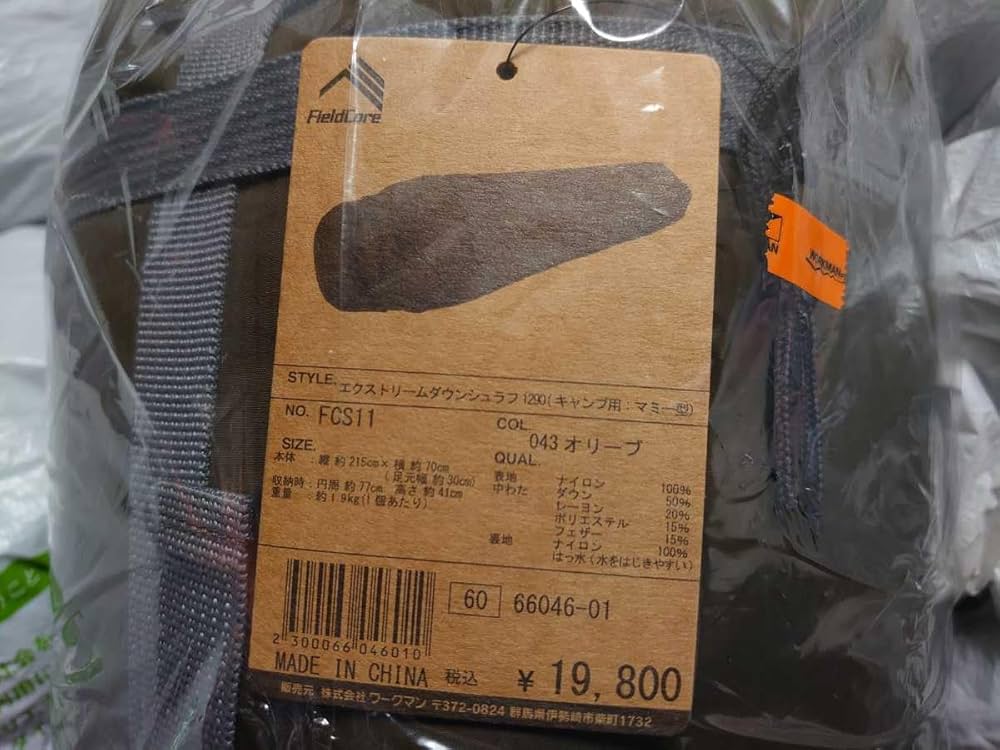 FieldCore
STYLE. エクストリームダウンシュラフ1290(キャンプ用:マミー型)
NO. FCS11
COL. 043 オリーブ
SIZE.
本体 : 縦 約215cm× 横 約70cm
(足元幅 約30cm)
収納時 : 円周 約77cm 高さ 約41cm
重量 : 約1.9kg(1個あたり)
QUAL.
表地 ナイロン 100%
中わた ダウン 50%
レーヨン 20%
ポリエステル 15%
フェザー 15%
裏地 ナイロン 100%
はっ水(水をはじきやすい)
60 66046-01
2 300066 046010
MADE IN CHINA 税込 ¥19,800
販売元 株式会社 ワークマン 〒372-0824 群馬県伊勢崎市柴町1732
AN
WORKMAN
こと